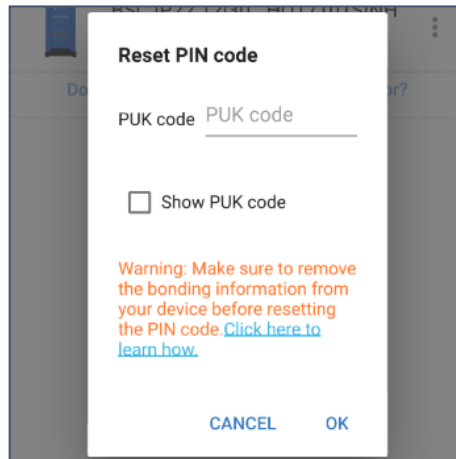 Reset PIN code
PUK code PUK code
Show PUK code
Warning: Make sure to remove
the bonding information from
your device before resetting
the PIN code.Click here to
learn how.
CANCEL OK